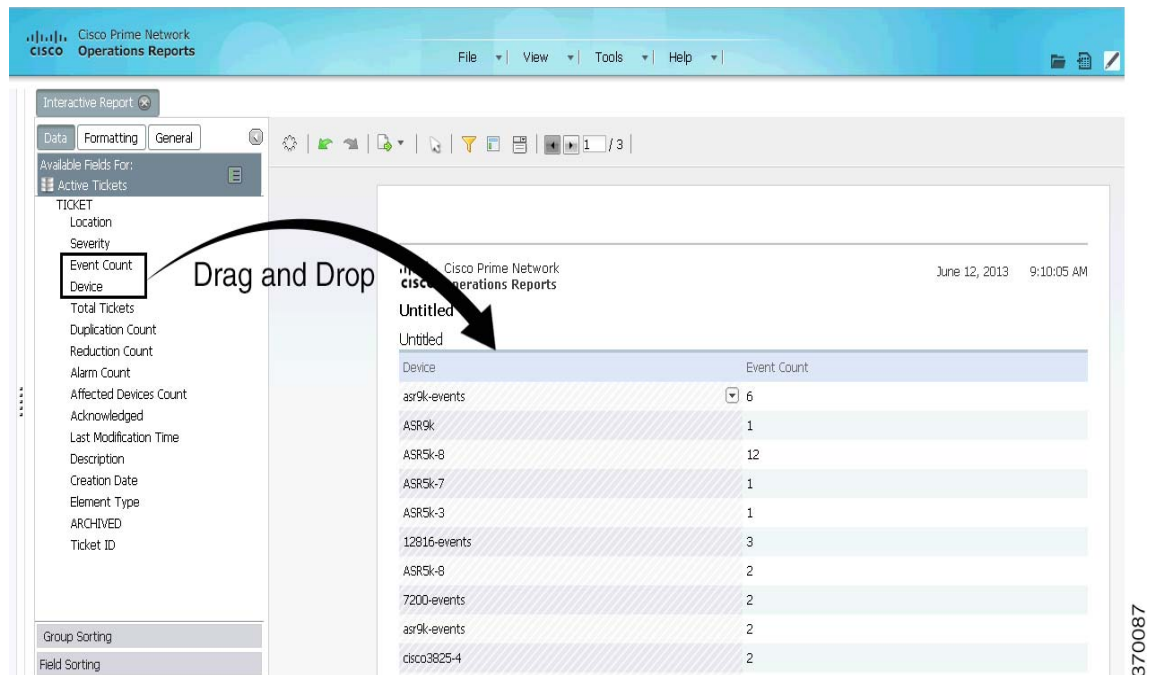 Cisco Prime Network
CISCO Operations Reports
File View Tools Help
Interactive Report
Data Formatting General
1 / 3
Available Fields For:
Active Tickets
TICKET
Location
Severity
Event Count
Device
Total Tickets
Duplication Count
Reduction Count
Alarm Count
Affected Devices Count
Acknowledged
Last Modification Time
Description
Creation Date
Element Type
ARCHIVED
Ticket ID
Group Sorting
Field Sorting
Drag and Drop
Cisco Prime Network June 12, 2013 9:10:05 AM
CISCO Operations Reports
Untitled
Untitled
Device Event Count
asr9k-events 6
ASR9k 1
ASR5k-8 12
ASR5k-7 1
ASR5k-3 1
12816-events 3
ASR5k-8 2
7200-events 2
asr9k-events 2
cisco3825-4 2
370087